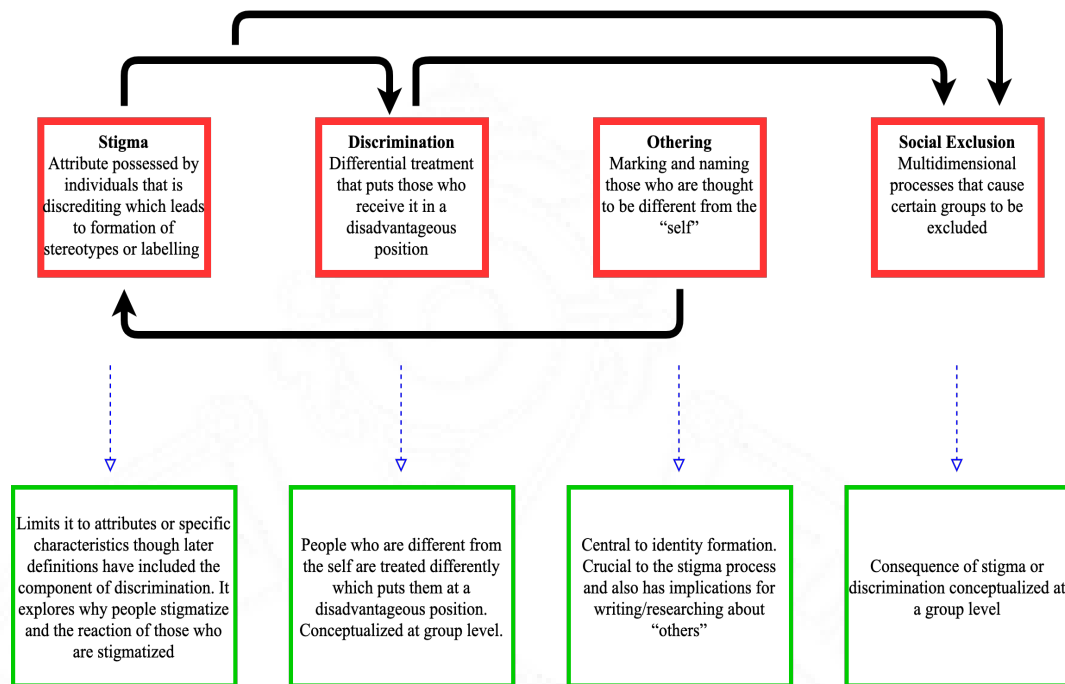 Stigma
Attribute possessed by
individuals that is
discrediting which leads
to formation of
stereotypes or labelling
Discrimination
Differential treatment
that puts those who
receive it in a
disadvantageous
position
Othering
Marking and naming
those who are thought
to be different from the
“self”
Social Exclusion
Multidimensional
processes that cause
certain groups to be
excluded
Limits it to attributes or specific
characteristics though later
definitions have included the
component of discrimination. It
explores why people stigmatize
and the reaction of those who
are stigmatized
People who are different from
the self are treated differently
which puts them at a
disadvantageous position.
Conceptualized at group level.
Central to identity formation.
Crucial to the stigma process
and also has implications for
writing/researching about
“others”
Consequence of stigma or
discrimination conceptualized at
a group level